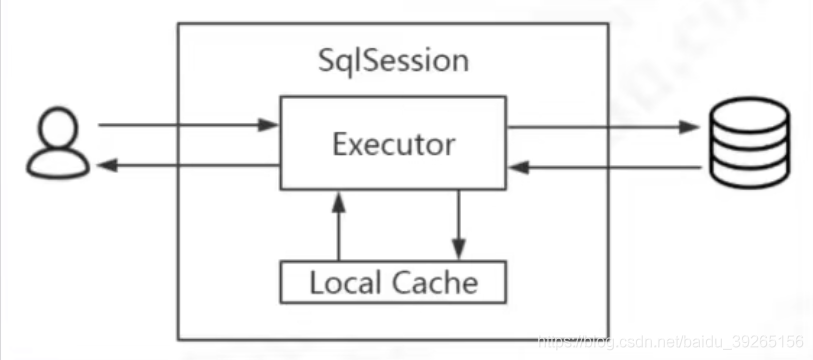 SqlSession
Executor
Local Cache
https://blog.csdn.net/baidu_39265156